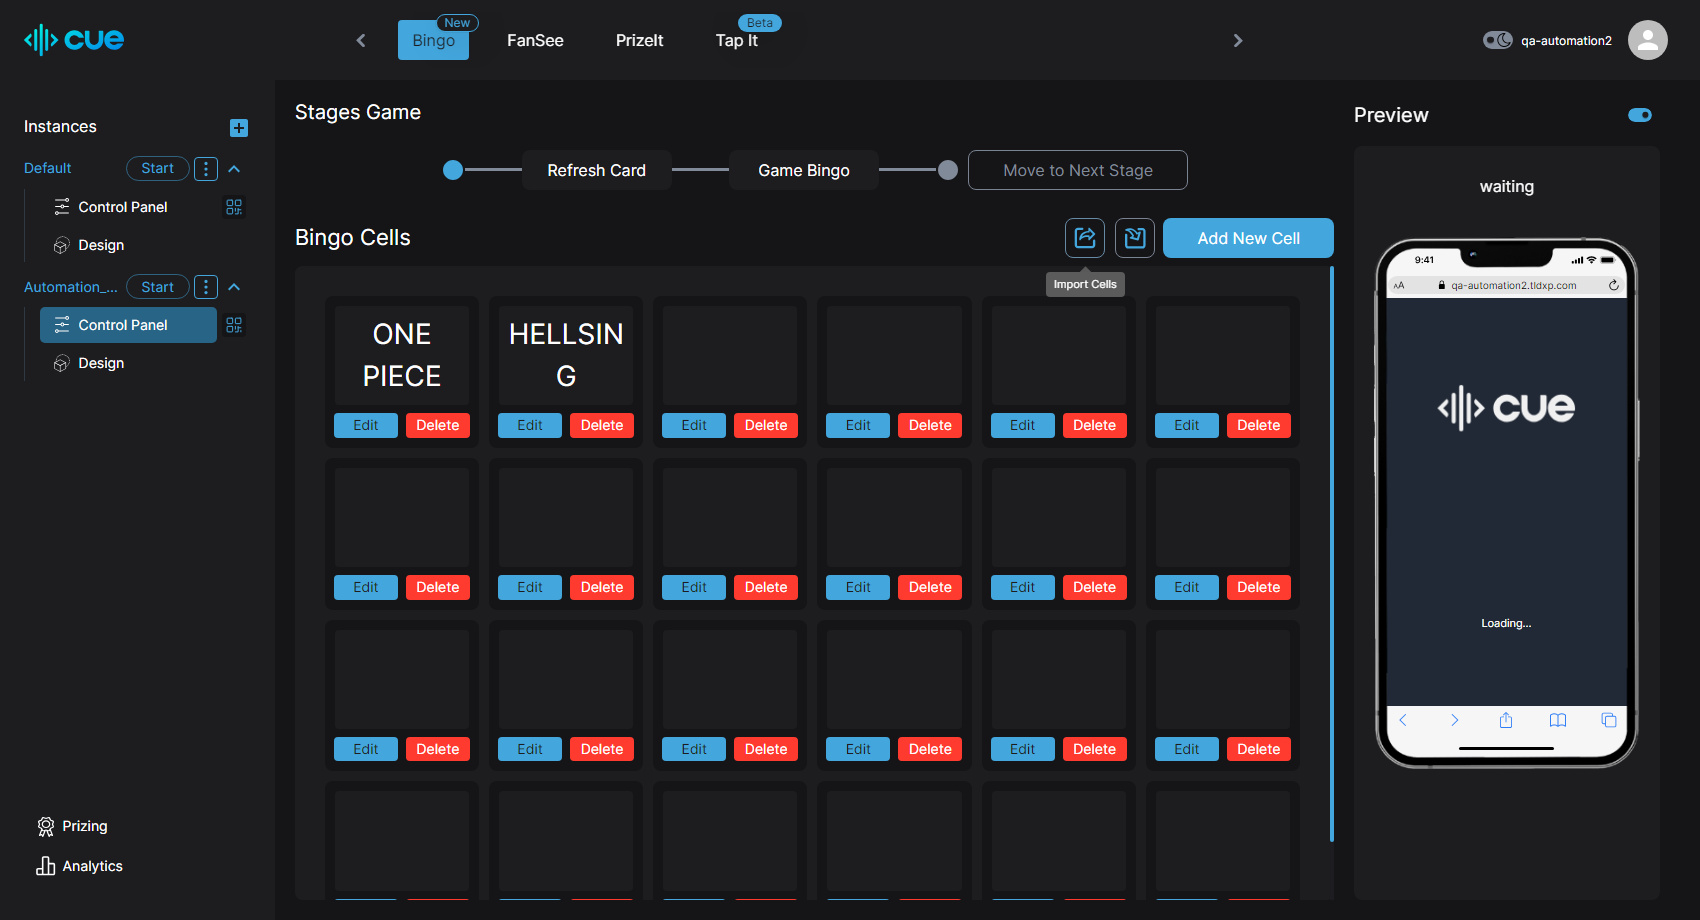 cue
New
Bingo
FanSee
PrizeIt
Beta
Tap It
qa-automation2
Instances
Default
Start
Control Panel
Design
Automation_...
Start
Control Panel
Design
Prizing
Analytics
Stages Game
Refresh Card
Game Bingo
Move to Next Stage
Bingo Cells
Add New Cell
Import Cells
ONE
PIECE
HELLSIN
G
Edit Delete Edit Delete Edit Delete Edit Delete Edit Delete Edit Delete
Edit Delete Edit Delete Edit Delete Edit Delete Edit Delete Edit Delete
Edit Delete Edit Delete Edit Delete Edit Delete Edit Delete Edit Delete
Preview
waiting
9:41
AA qa-automation2.tldxp.com
cue
Loading...